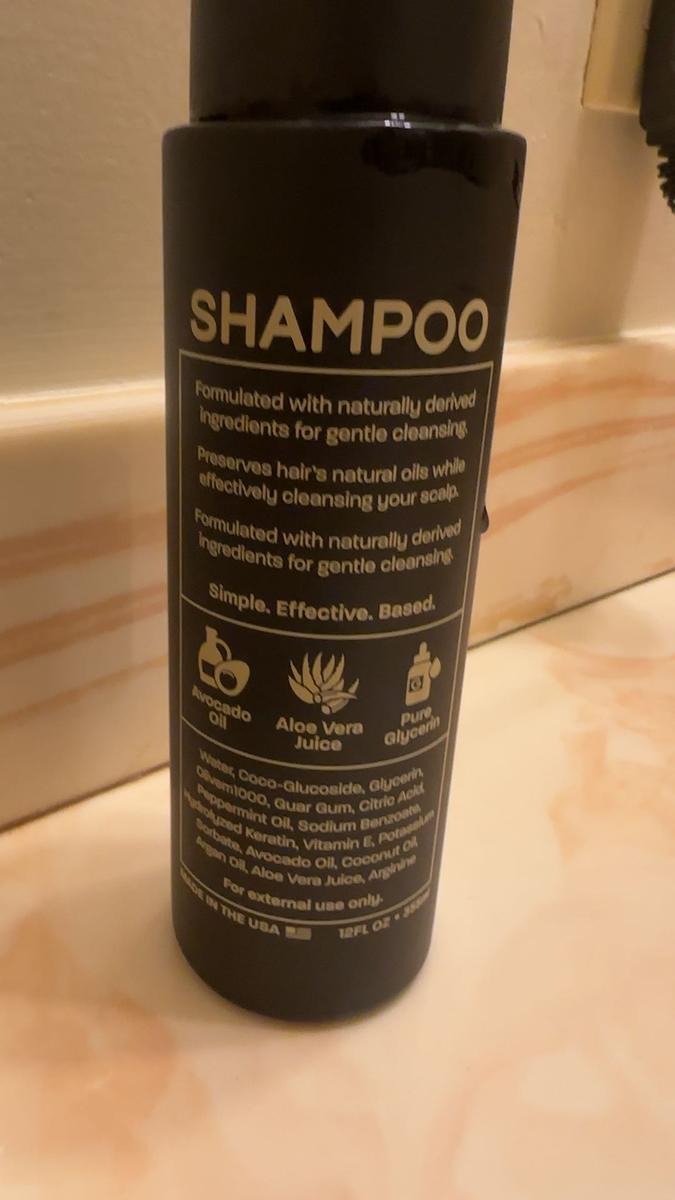 SHAMPOO
Formulated with naturally derived
ingredients for gentle cleansing.
Preserves hair's natural oils while
effectively cleansing your scalp.
Formulated with naturally derived
ingredients for gentle cleansing.
Simple. Effective. Based.
Avocado
Oil
Aloe Vera
Juice
Pure
Glycerin
Water, Coco-Glucoside, Glycerin,
Olivem1000, Guar Gum, Citric Acid,
Peppermint Oil, Sodium Benzoate,
Hydrolyzed Keratin, Vitamin E, Potassium
Sorbate, Avocado Oil, Coconut Oil,
Argan Oil, Aloe Vera Juice, Arginine
For external use only.
MADE IN THE USA 12FL OZ •